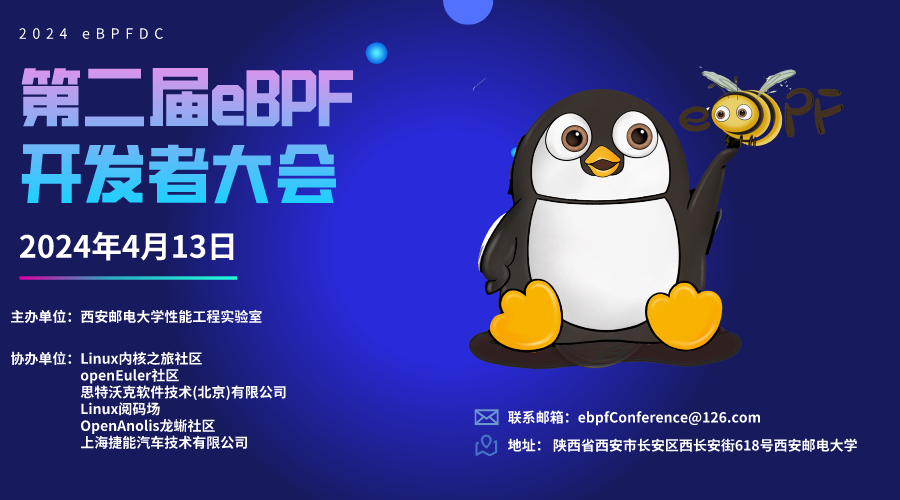 2024 eBPFDC
第二届eBPF
开发者大会
2024年4月13日
主办单位：西安邮电大学性能工程实验室
协办单位：Linux内核之旅社区
openEuler社区
思特沃克软件技术(北京)有限公司
Linux阅码场
OpenAnolis龙蜥社区
上海捷能汽车技术有限公司
ePF
联系邮箱：ebpfConference@126.com
地址： 陕西省西安市长安区西长安街618号西安邮电大学